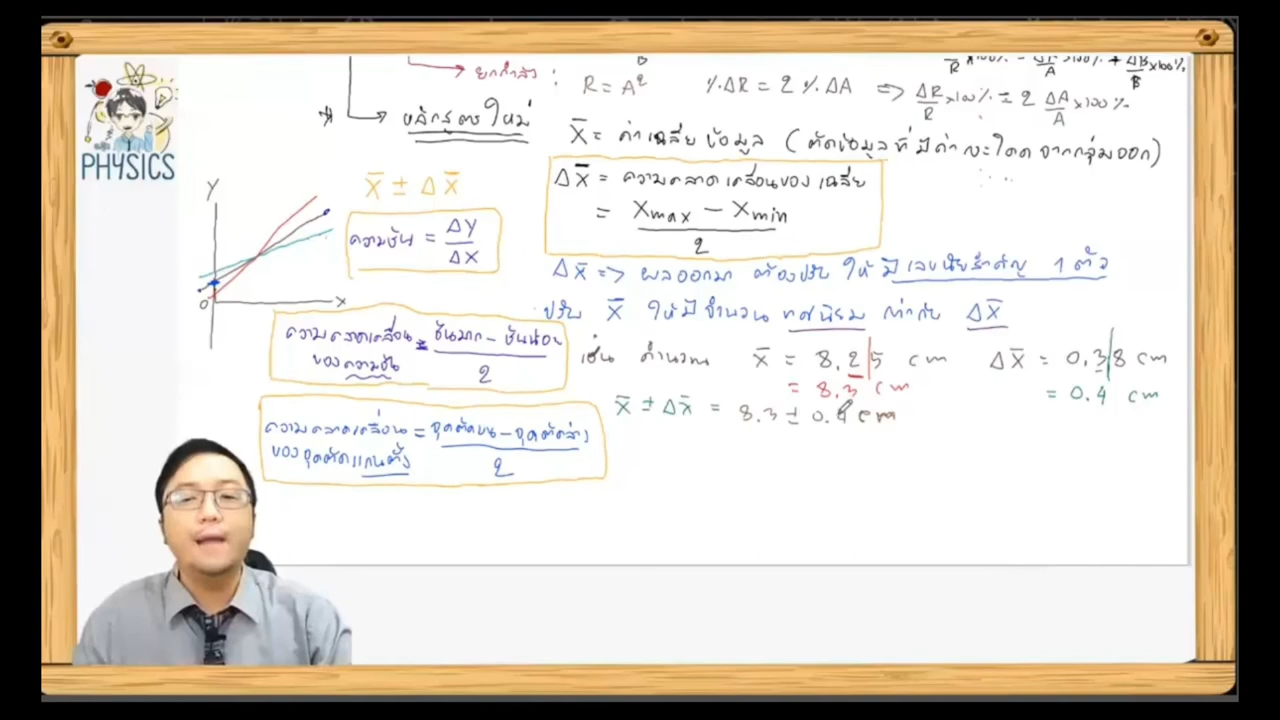 ยกกำลัง : R = A² %ΔR = 2 %ΔA ⇒ ΔR/R x100% = 2 ΔA/A x100%
หลักสูตรใหม่
X̄ = ค่าเฉลี่ยข้อมูล (ตัดข้อมูลที่มีค่ากะโดดจากกลุ่มออก)
PHYSICS
X̄ ± ΔX̄
ΔX̄ = ความคลาดเคลื่อนของเฉลี่ย
= Xmax − Xmin / 2
Y
X
O
ความชัน = ΔY/ΔX
ΔX̄ => ผลออกมา ต้องปรับ ให้ มีเลขนัยสำคัญ 1 ตัว
ปรับ X̄ ให้มีจำนวน ทศนิยม เท่ากับ ΔX̄
ความคลาดเคลื่อนของความชัน = ชันมาก − ชันน้อย / 2
เช่น คำนวณ X̄ = 8.25 cm ΔX̄ = 0.38 cm
= 8.3 cm = 0.4 cm
X̄ ± ΔX̄ = 8.3 ± 0.4 cm
ความคลาดเคลื่อนของจุดตัดแกนตั้ง = จุดตัดบน − จุดตัดล่าง / 2